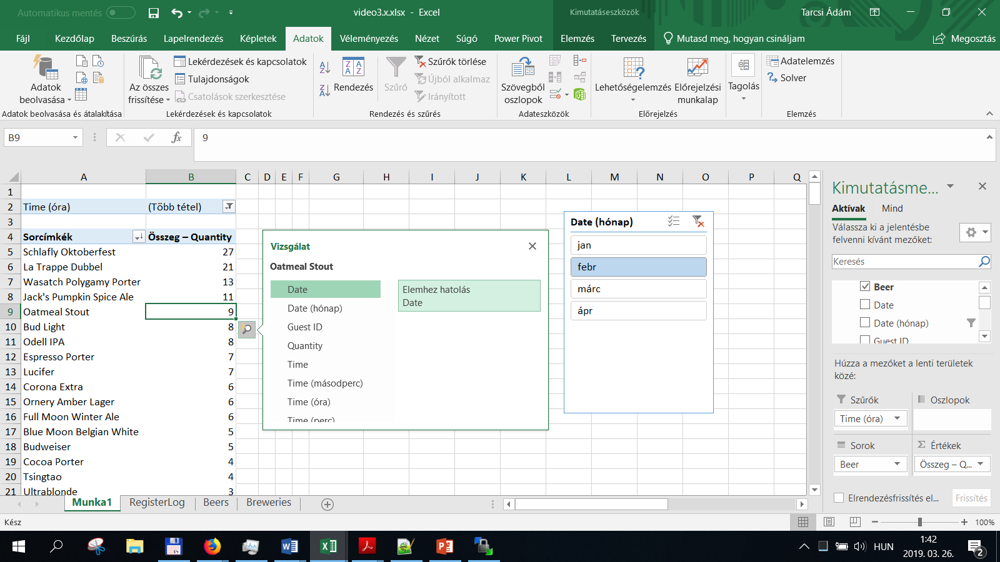 Automatikus mentés
video3.x.xlsx - Excel
Kimutatáseszközök
Tarcsi Ádám
Fájl Kezdőlap Beszúrás Lapelrendezés Képletek Adatok Véleményezés Nézet Súgó Power Pivot Elemzés Tervezés Mutasd meg, hogyan csináljam Megosztás
Adatok
beolvasása
Adatok beolvasása és átalakítása
Az összes
frissítése
Lekérdezések és kapcsolatok
Tulajdonságok
Csatolások szerkesztése
Lekérdezések és kapcsolatok
Rendezés
Szűrő
Szűrők törlése
Újból alkalmaz
Irányított
Rendezés és szűrés
Szövegből
oszlopok
Adateszközök
Lehetőségelemzés
Előrejelzési
munkalap
Előrejelzés
Tagolás
Adatelemzés
Solver
Elemzés
B9
fx
9
A B C D E F G H I J K L M N O P Q
1
2 Time (óra) (Több tétel)
3
4 Sorcímkék Összeg – Quantity
5 Schlafly Oktoberfest 27
6 La Trappe Dubbel 21
7 Wasatch Polygamy Porter 13
8 Jack's Pumpkin Spice Ale 11
9 Oatmeal Stout 9
10 Bud Light 8
11 Odell IPA 8
12 Espresso Porter 7
13 Lucifer 7
14 Corona Extra 6
15 Ornery Amber Lager 6
16 Full Moon Winter Ale 6
17 Blue Moon Belgian White 5
18 Budweiser 5
19 Cocoa Porter 4
20 Tsingtao 4
21 Ultrablonde 3
Vizsgálat
Oatmeal Stout
Date
Date (hónap)
Guest ID
Quantity
Time
Time (másodperc)
Time (óra)
Time (perc)
Elemhez hatolás
Date
Date (hónap)
jan
febr
márc
ápr
Kimutatásme...
Aktívak Mind
Válassza ki a jelentésbe
felvenni kívánt mezőket:
Keresés
Beer
Date
Date (hónap)
Guest ID
Húzza a mezőket a lenti területek
közé:
Szűrők
Time (óra)
Oszlopok
Sorok
Beer
Σ Értékek
Összeg – Q...
Elrendezésfrissítés el...
Frissítés
Munka1 RegisterLog Beers Breweries
Kész
100%
64
HUN
1:42
2019. 03. 26.
2